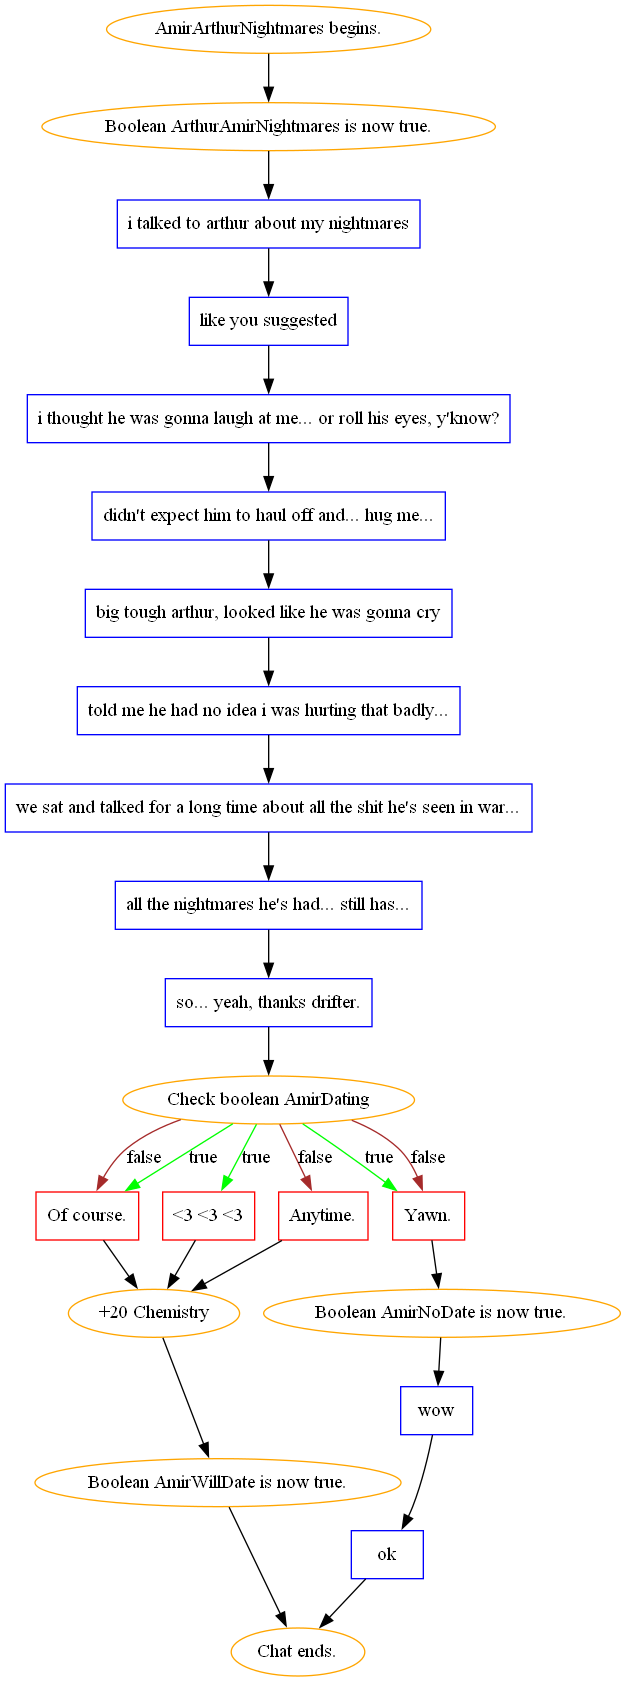 AmirArthurNightmares begins.
Boolean ArthurAmirNightmares is now true.
i talked to arthur about my nightmares
like you suggested
i thought he was gonna laugh at me... or roll his eyes, y'know?
didn't expect him to haul off and... hug me...
big tough arthur, looked like he was gonna cry
told me he had no idea i was hurting that badly...
we sat and talked for a long time about all the shit he's seen in war...
all the nightmares he's had... still has...
so... yeah, thanks drifter.
Check boolean AmirDating
false true true false true false
Of course. <3 <3 <3 Anytime. Yawn.
+20 Chemistry Boolean AmirNoDate is now true.
wow
Boolean AmirWillDate is now true.
ok
Chat ends.